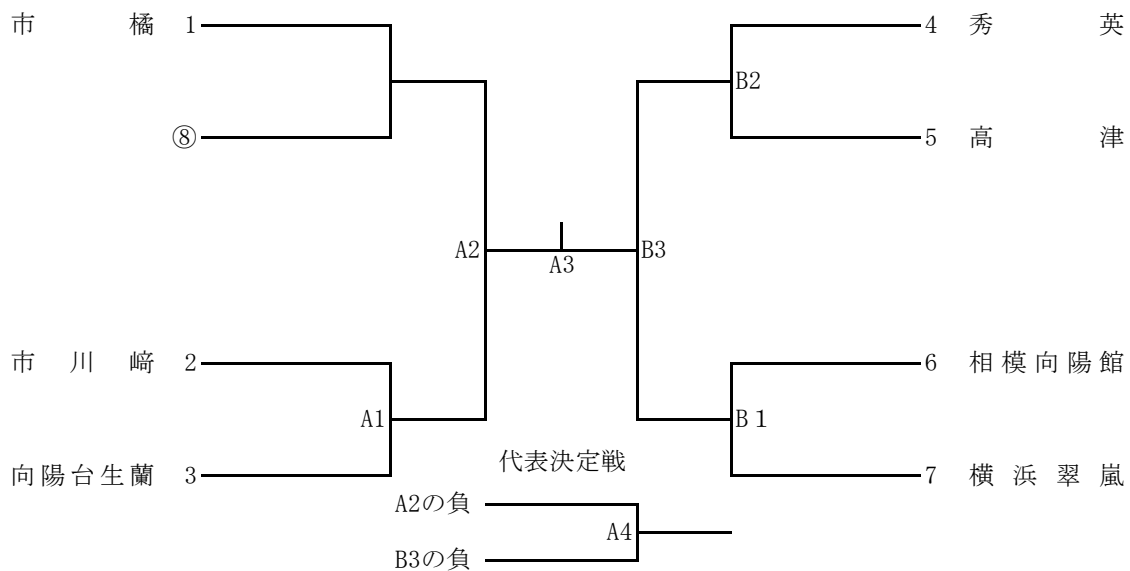 市橘 1
4 秀英
B2
⑧
5 高津
A2
A3
B3
市川﨑 2
6 相模向陽館
A1
B１
代表決定戦
向陽台生蘭 3
7 横浜翠嵐
A2の負
A4
B3の負